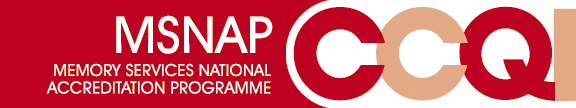 MSNAP
MEMORY SERVICES NATIONAL
ACCREDITATION PROGRAMME
CCQI